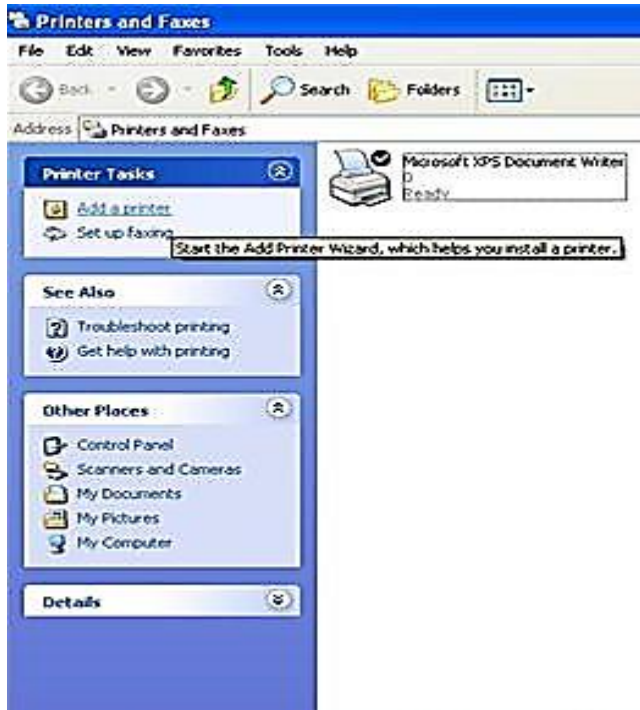 Printers and Faxes
File Edit View Favorites Tools Help
Back Search Folders
Address Printers and Faxes
Printer Tasks
Add a printer
Set up faxing
Microsoft XPS Document Writer
0
Ready
Start the Add Printer Wizard, which helps you install a printer.
See Also
Troubleshoot printing
Get help with printing
Other Places
Control Panel
Scanners and Cameras
My Documents
My Pictures
My Computer
Details